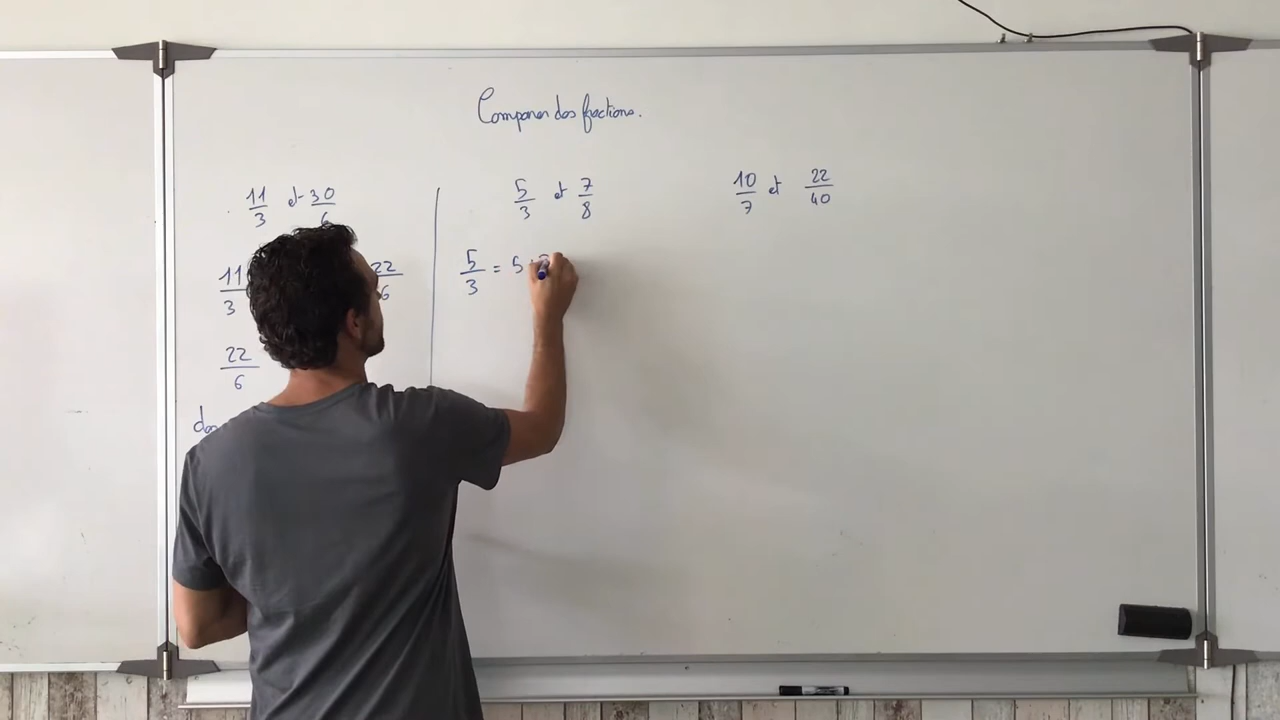 Comparer des fractions.
11/3 et 30/6
5/3 et 7/8
10/7 et 22/40
11/3
22/6
22/6
5/3 = 5